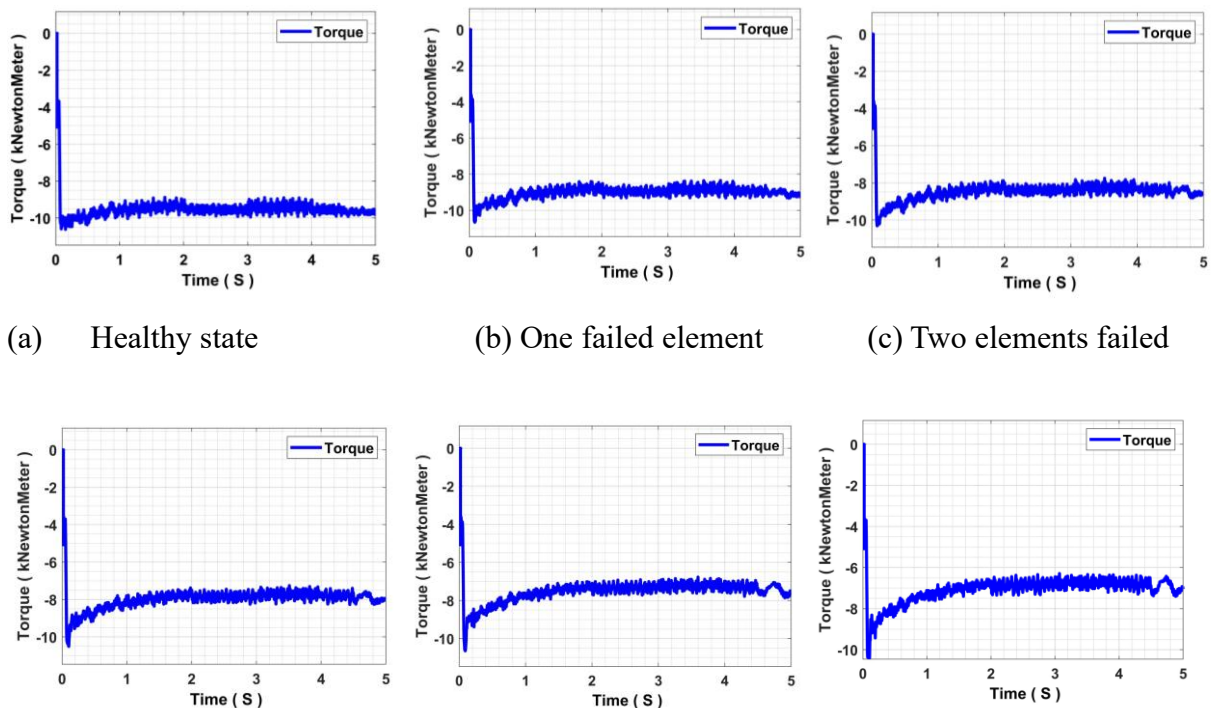 Torque
Torque
Torque
0
-2
-4
-6
-8
-10
Torque ( kNewtonMeter )
0 1 2 3 4 5
Time ( S )
0
-2
-4
-6
-8
-10
Torque ( kNewtonMeter )
0 1 2 3 4 5
Time ( S )
0
-2
-4
-6
-8
-10
Torque ( kNewtonMeter )
0 1 2 3 4 5
Time ( S )
(a) Healthy state
(b) One failed element
(c) Two elements failed
Torque
Torque
Torque
0
-2
-4
-6
-8
-10
Torque ( kNewtonMeter )
0 1 2 3 4 5
Time ( S )
0
-2
-4
-6
-8
-10
Torque ( kNewtonMeter )
0 1 2 3 4 5
Time ( S )
0
-2
-4
-6
-8
-10
Torque ( kNewtonMeter )
0 1 2 3 4 5
Time ( S )